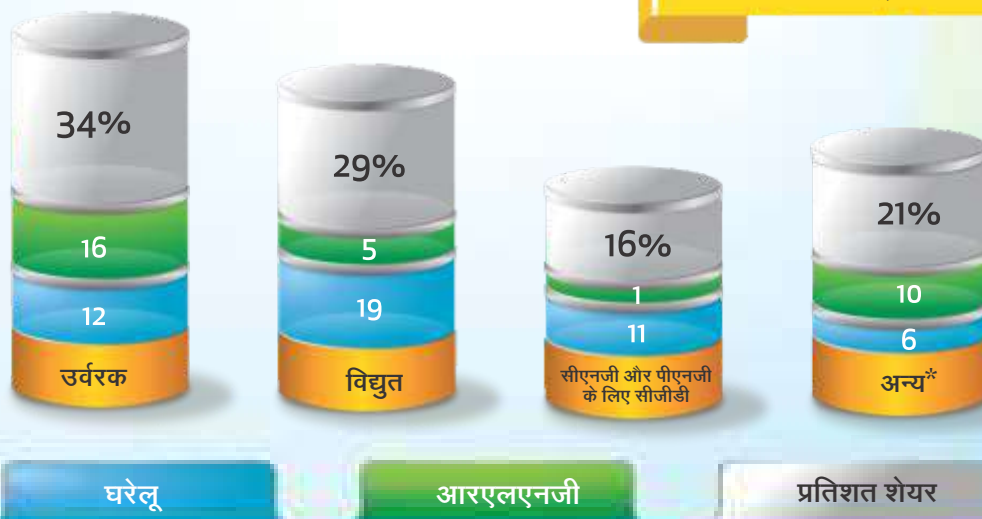 34%
16
12
उर्वरक
29%
5
19
विद्युत
16%
1
11
सीएनजी और पीएनजी
के लिए सीजीडी
21%
10
6
अन्य*
घरेलू
आरएलएनजी
प्रतिशत शेयर